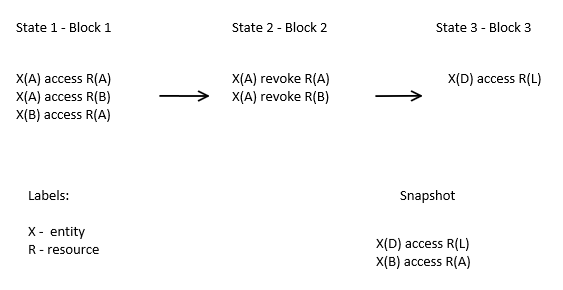 State 1 - Block 1
State 2 - Block 2
State 3 - Block 3
X(A) access R(A)
X(A) access R(B)
X(B) access R(A)
X(A) revoke R(A)
X(A) revoke R(B)
X(D) access R(L)
Labels:
X - entity
R - resource
Snapshot
X(D) access R(L)
X(B) access R(A)